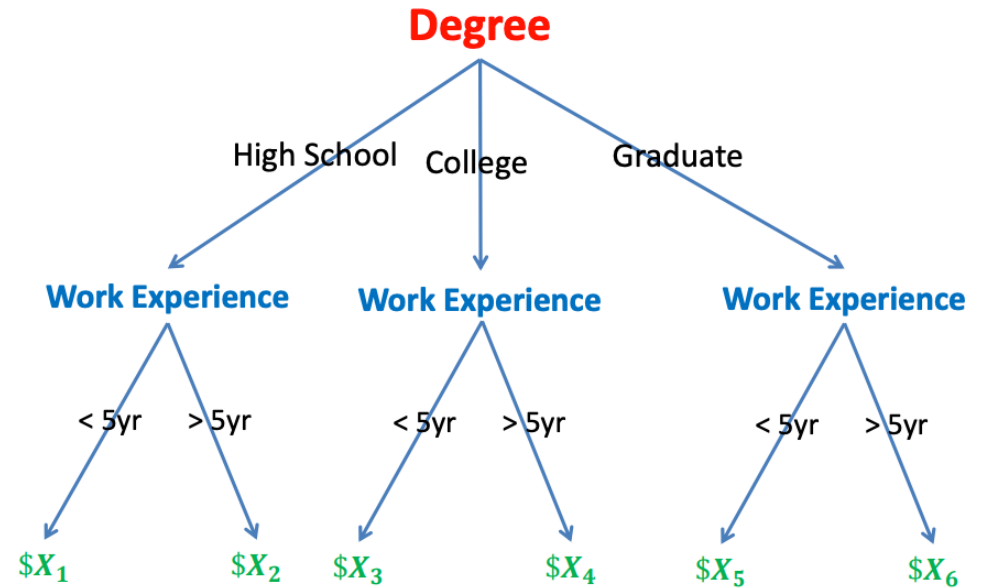 Degree
High School College Graduate
Work Experience Work Experience Work Experience
< 5yr > 5yr < 5yr > 5yr < 5yr > 5yr
$X₁ $X₂ $X₃ $X₄ $X₅ $X₆